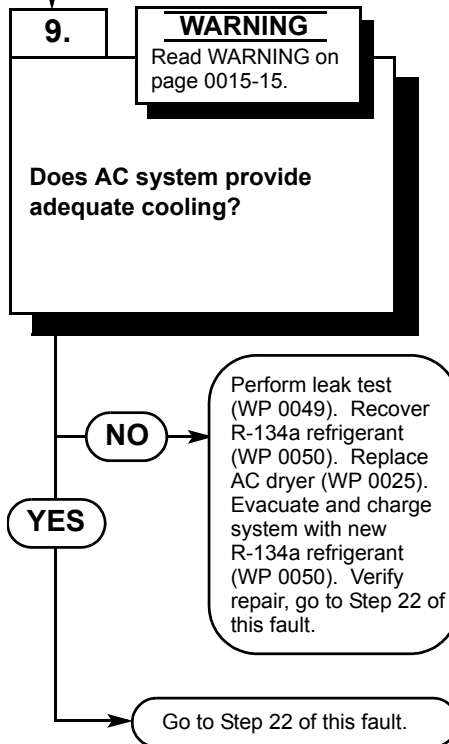 9.
WARNING
Read WARNING on
page 0015-15.
Does AC system provide
adequate cooling?
NO
Perform leak test
(WP 0049).  Recover
R-134a refrigerant
(WP 0050).  Replace
AC dryer (WP 0025).
Evacuate and charge
system with new
R-134a refrigerant
(WP 0050).  Verify
repair, go to Step 22 of
this fault.
YES
Go to Step 22 of this fault.